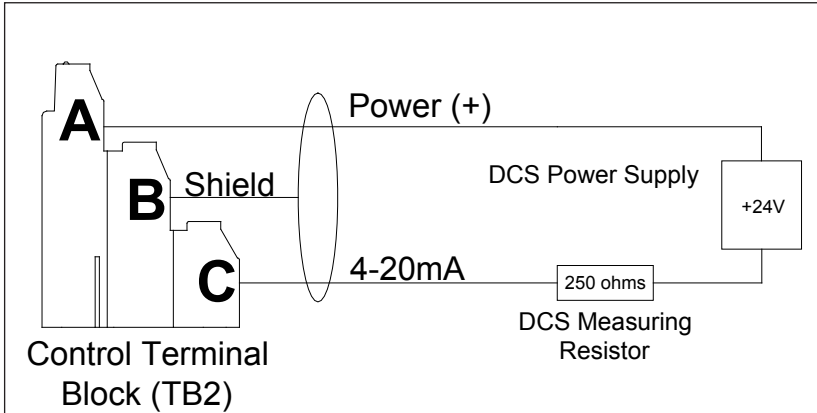 A
Power (+)
DCS Power Supply
+24V
B
Shield
C
4-20mA
250 ohms
DCS Measuring
Resistor
Control Terminal
Block (TB2)